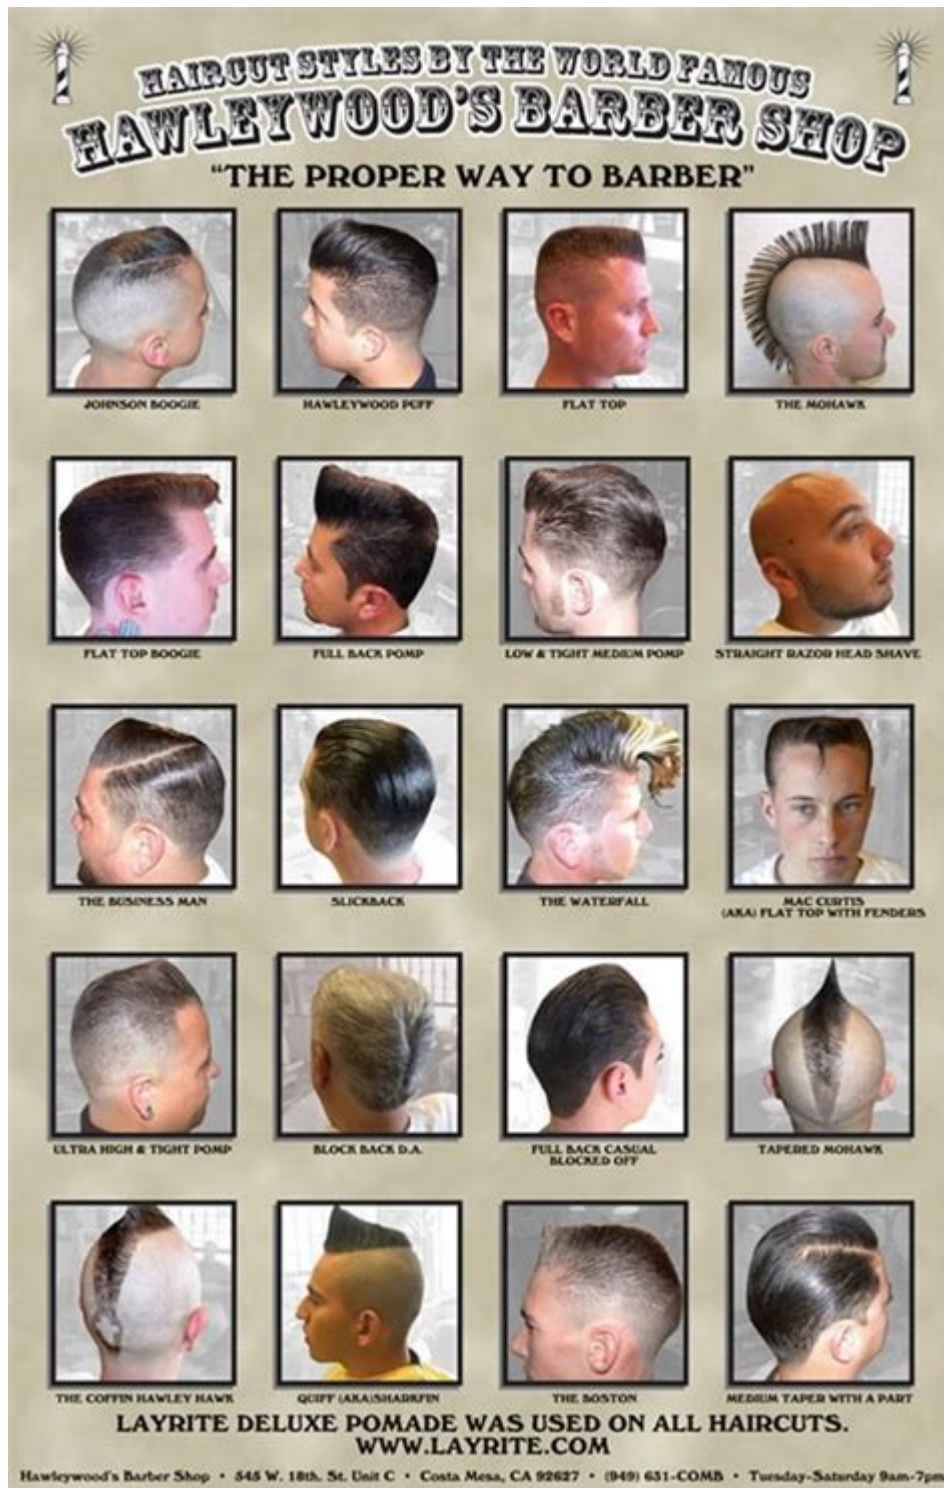 HAIRCUT STYLES BY THE WORLD FAMOUS
HAWLEYWOOD'S BARBER SHOP
"THE PROPER WAY TO BARBER"
JOHNSON BOOGIE
HAWLEYWOOD PUFF
FLAT TOP
THE MOHAWK
FLAT TOP BOOGIE
FULL BACK POMP
LOW & TIGHT MEDIUM POMP
STRAIGHT RAZOR HEAD SHAVE
THE BUSINESS MAN
SLICKBACK
THE WATERFALL
MAC CURTIS
(AKA) FLAT TOP WITH FENDERS
ULTRA HIGH & TIGHT POMP
BLOCK BACK D.A.
FULL BACK CASUAL
BLOCKED OFF
TAPERED MOHAWK
THE COFFIN HAWLEY HAWK
QUIFF (AKA)SHARKFIN
THE BOSTON
MEDIUM TAPER WITH A PART
LAYRITE DELUXE POMADE WAS USED ON ALL HAIRCUTS.
WWW.LAYRITE.COM
Hawleywood's Barber Shop • 545 W. 18th. St. Unit C • Costa Mesa, CA 92627 • (949) 631-COMB • Tuesday-Saturday 9am-7pm